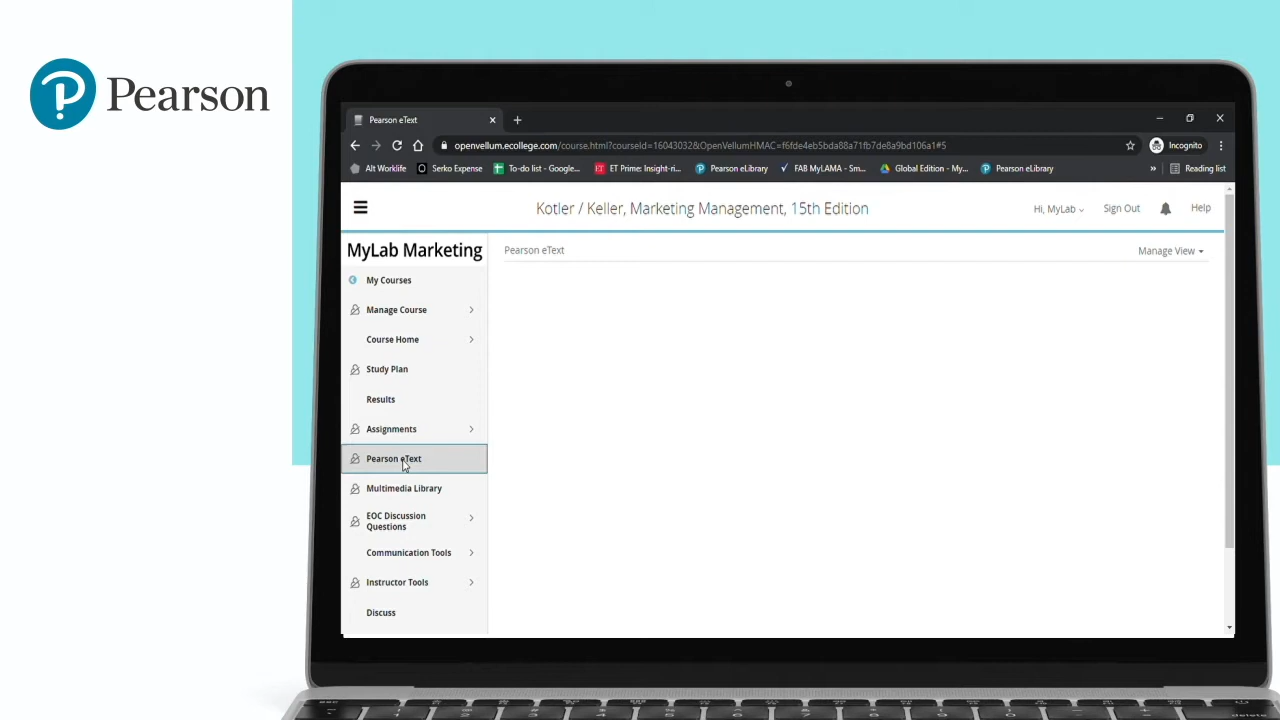 Pearson
Pearson eText
openvellum.ecollege.com/course.html?courseId=16043032&OpenVellumHMAC=f6fde4eb5bda88a71fb7de8a9bd106a1#5
Incognito
Alt Worklife
Serko Expense
To-do list - Google...
ET Prime: Insight-ri...
Pearson eLibrary
FAB MyLAMA - Sm...
Global Edition - My...
Pearson eLibrary
»
Reading list
Kotler / Keller, Marketing Management, 15th Edition
Hi, MyLab
Sign Out
Help
MyLab Marketing
Pearson eText
Manage View
My Courses
Manage Course
Course Home
Study Plan
Results
Assignments
Pearson eText
Multimedia Library
EOC Discussion
Questions
Communication Tools
Instructor Tools
Discuss